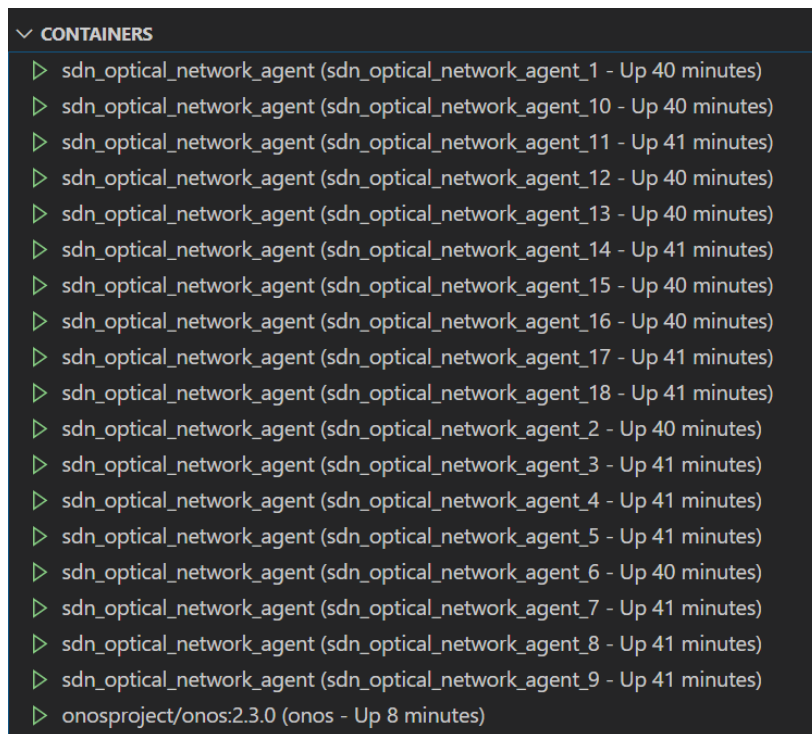 CONTAINERS
sdn_optical_network_agent (sdn_optical_network_agent_1 - Up 40 minutes)
sdn_optical_network_agent (sdn_optical_network_agent_10 - Up 40 minutes)
sdn_optical_network_agent (sdn_optical_network_agent_11 - Up 41 minutes)
sdn_optical_network_agent (sdn_optical_network_agent_12 - Up 40 minutes)
sdn_optical_network_agent (sdn_optical_network_agent_13 - Up 40 minutes)
sdn_optical_network_agent (sdn_optical_network_agent_14 - Up 41 minutes)
sdn_optical_network_agent (sdn_optical_network_agent_15 - Up 40 minutes)
sdn_optical_network_agent (sdn_optical_network_agent_16 - Up 40 minutes)
sdn_optical_network_agent (sdn_optical_network_agent_17 - Up 41 minutes)
sdn_optical_network_agent (sdn_optical_network_agent_18 - Up 41 minutes)
sdn_optical_network_agent (sdn_optical_network_agent_2 - Up 40 minutes)
sdn_optical_network_agent (sdn_optical_network_agent_3 - Up 41 minutes)
sdn_optical_network_agent (sdn_optical_network_agent_4 - Up 41 minutes)
sdn_optical_network_agent (sdn_optical_network_agent_5 - Up 41 minutes)
sdn_optical_network_agent (sdn_optical_network_agent_6 - Up 40 minutes)
sdn_optical_network_agent (sdn_optical_network_agent_7 - Up 41 minutes)
sdn_optical_network_agent (sdn_optical_network_agent_8 - Up 41 minutes)
sdn_optical_network_agent (sdn_optical_network_agent_9 - Up 41 minutes)
onosproject/onos:2.3.0 (onos - Up 8 minutes)